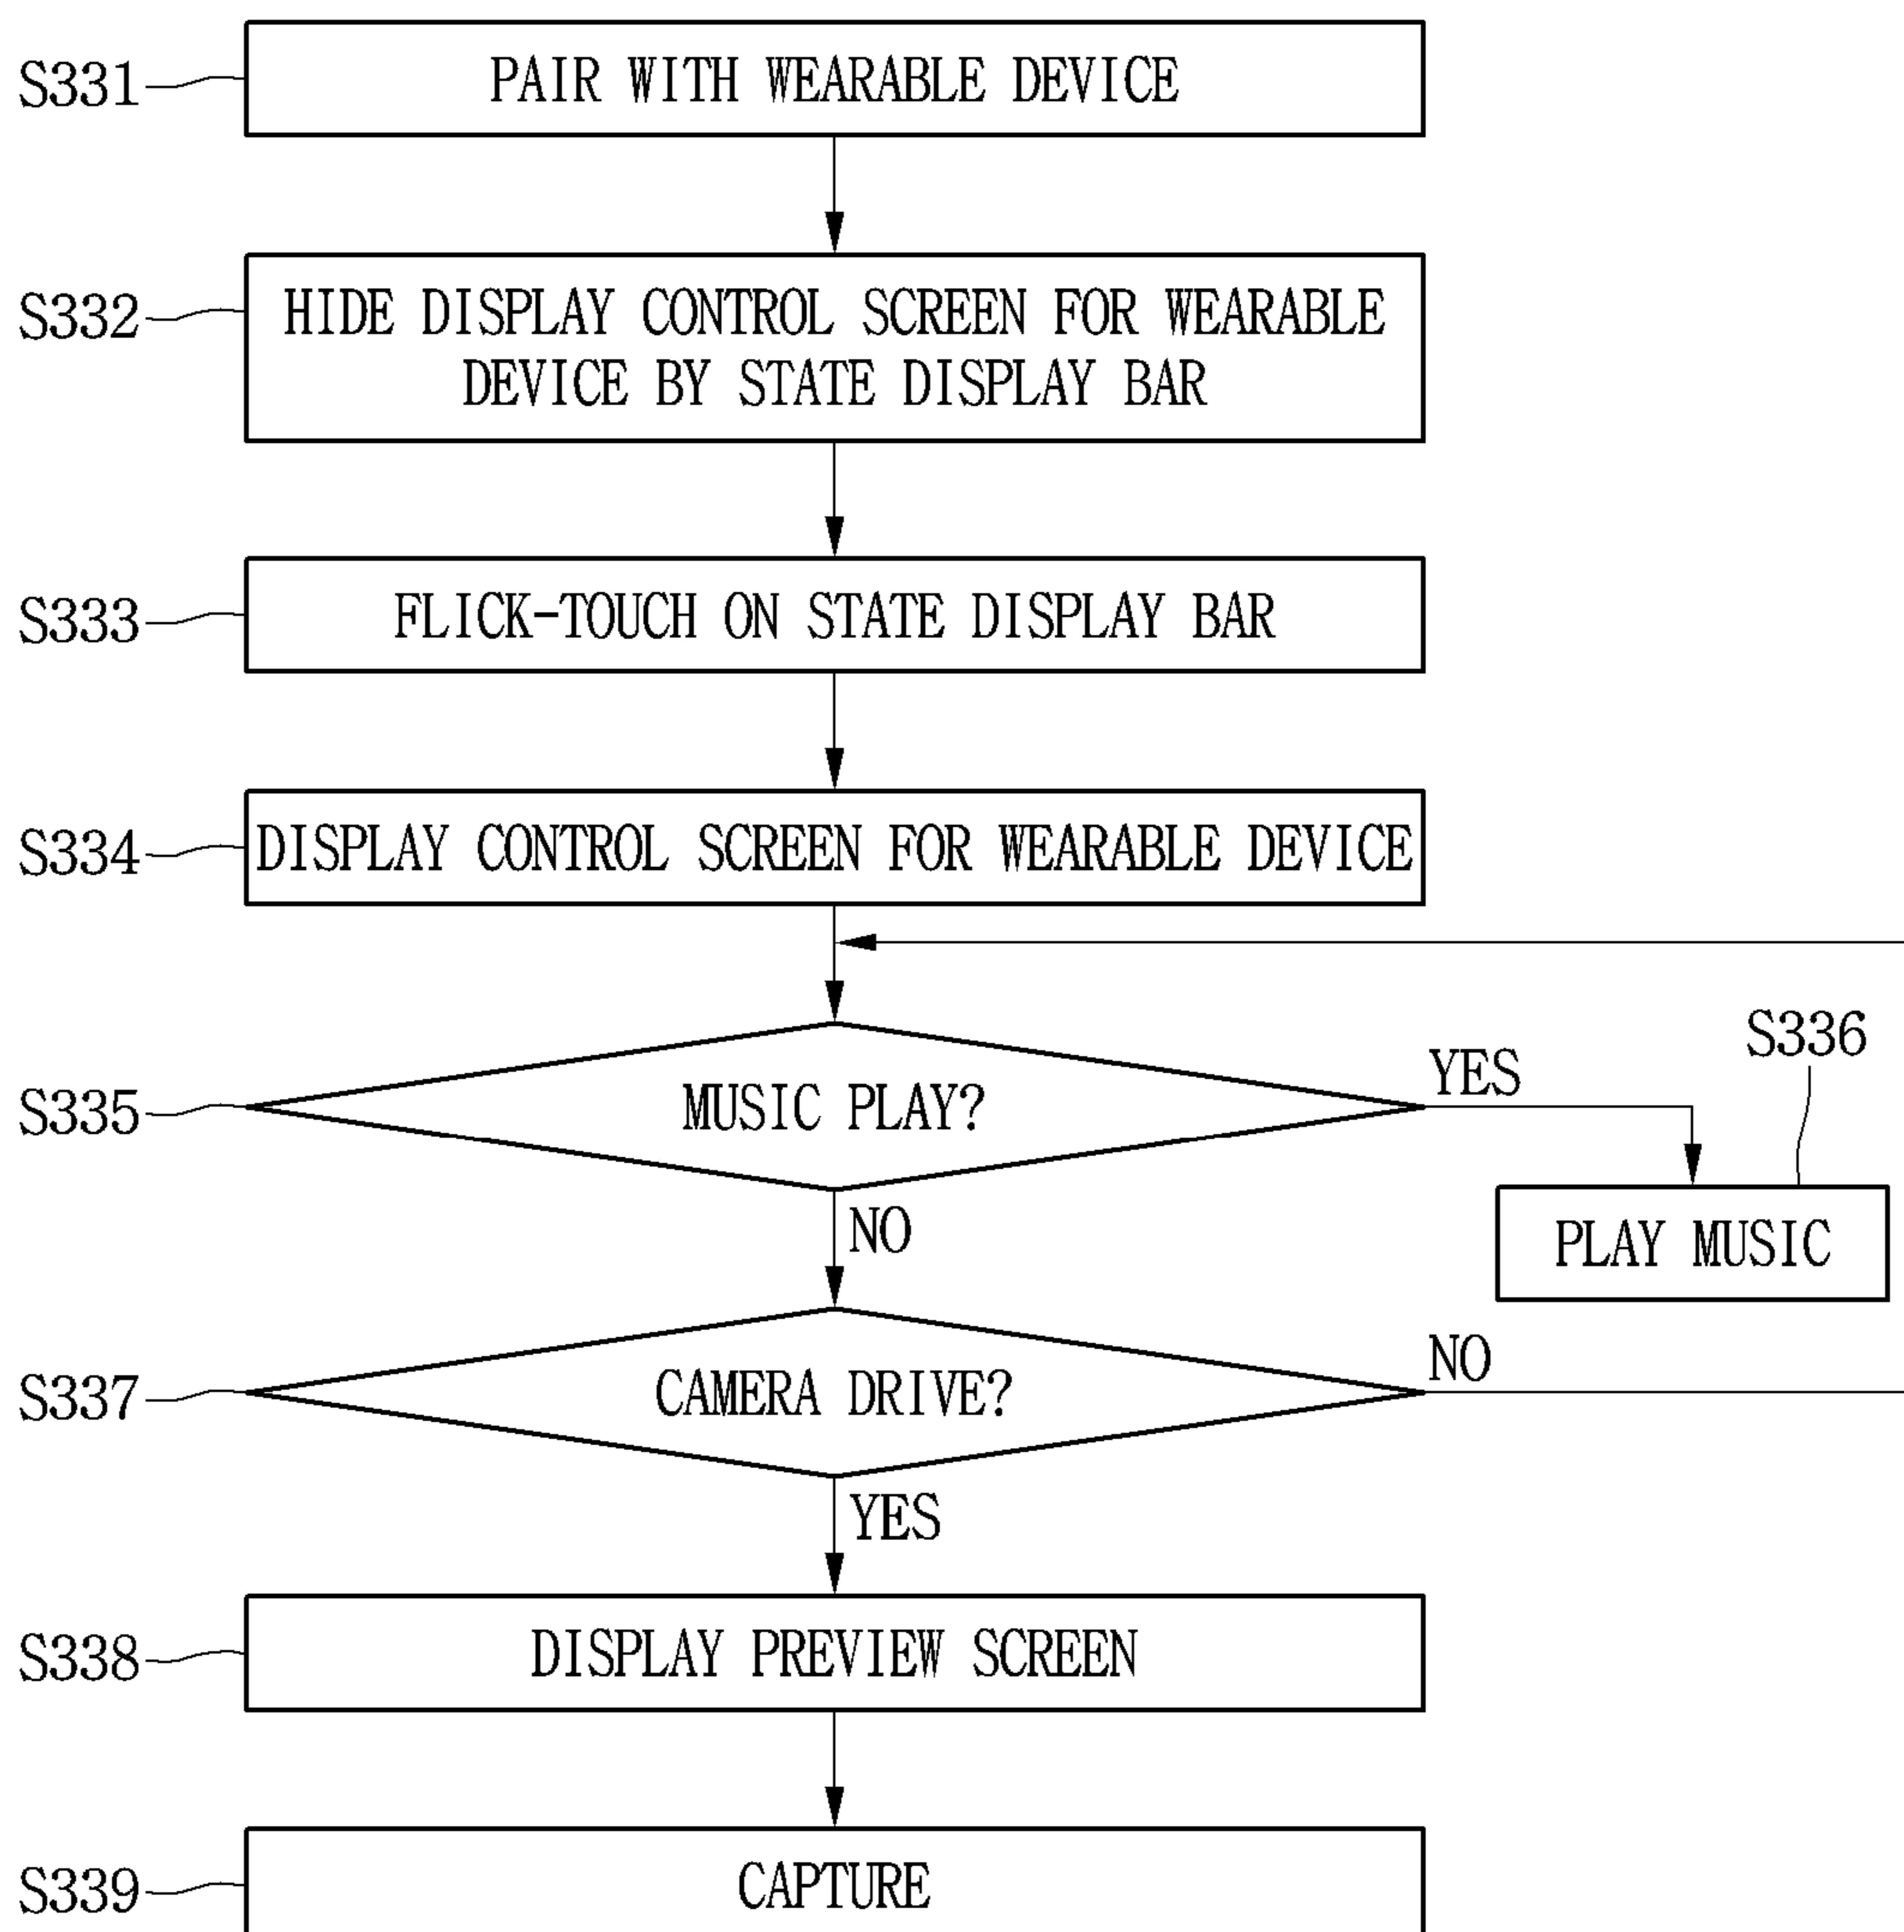 S331
PAIR WITH WEARABLE DEVICE
S332
HIDE DISPLAY CONTROL SCREEN FOR WEARABLE
DEVICE BY STATE DISPLAY BAR
S333
FLICK-TOUCH ON STATE DISPLAY BAR
S334
DISPLAY CONTROL SCREEN FOR WEARABLE DEVICE
S335
MUSIC PLAY?
YES
S336
PLAY MUSIC
NO
S337
CAMERA DRIVE?
NO
YES
S338
DISPLAY PREVIEW SCREEN
S339
CAPTURE